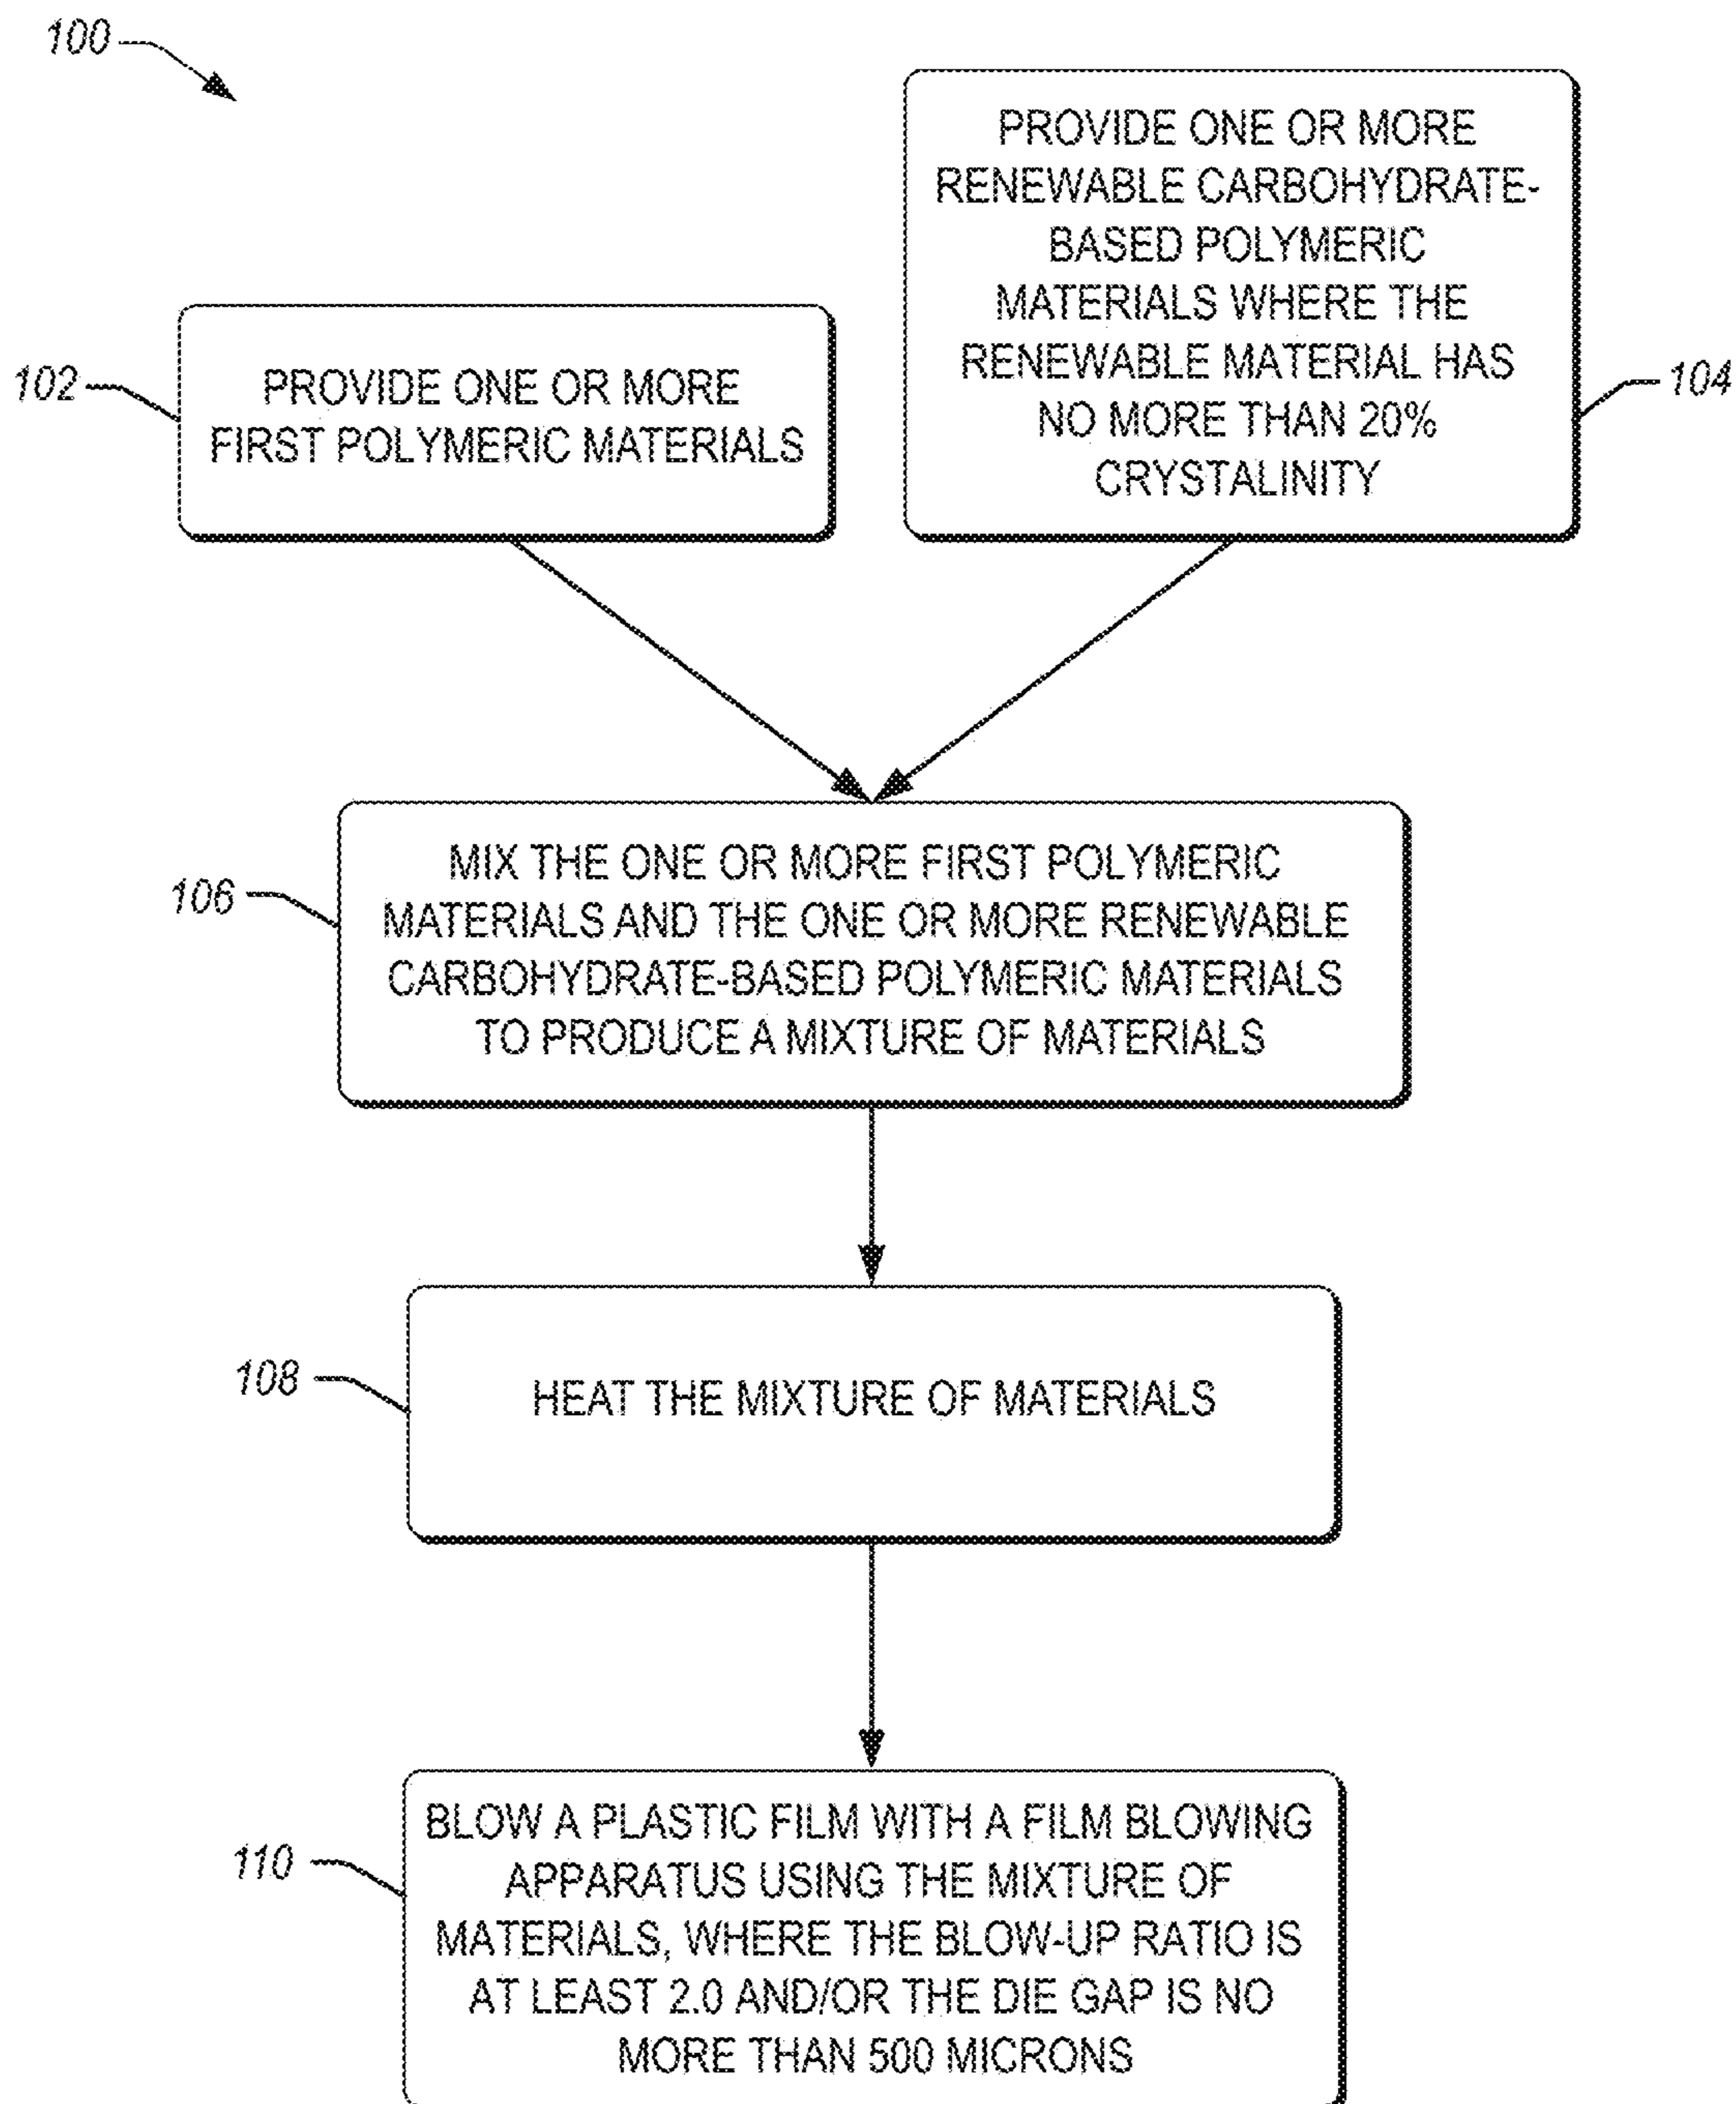 100
PROVIDE ONE OR MORE
RENEWABLE CARBOHYDRATE-
BASED POLYMERIC
MATERIALS WHERE THE
RENEWABLE MATERIAL HAS
NO MORE THAN 20%
CRYSTALINITY
104
102
PROVIDE ONE OR MORE
FIRST POLYMERIC MATERIALS
106
MIX THE ONE OR MORE FIRST POLYMERIC
MATERIALS AND THE ONE OR MORE RENEWABLE
CARBOHYDRATE-BASED POLYMERIC MATERIALS
TO PRODUCE A MIXTURE OF MATERIALS
108
HEAT THE MIXTURE OF MATERIALS
110
BLOW A PLASTIC FILM WITH A FILM BLOWING
APPARATUS USING THE MIXTURE OF
MATERIALS, WHERE THE BLOW-UP RATIO IS
AT LEAST 2.0 AND/OR THE DIE GAP IS NO
MORE THAN 500 MICRONS